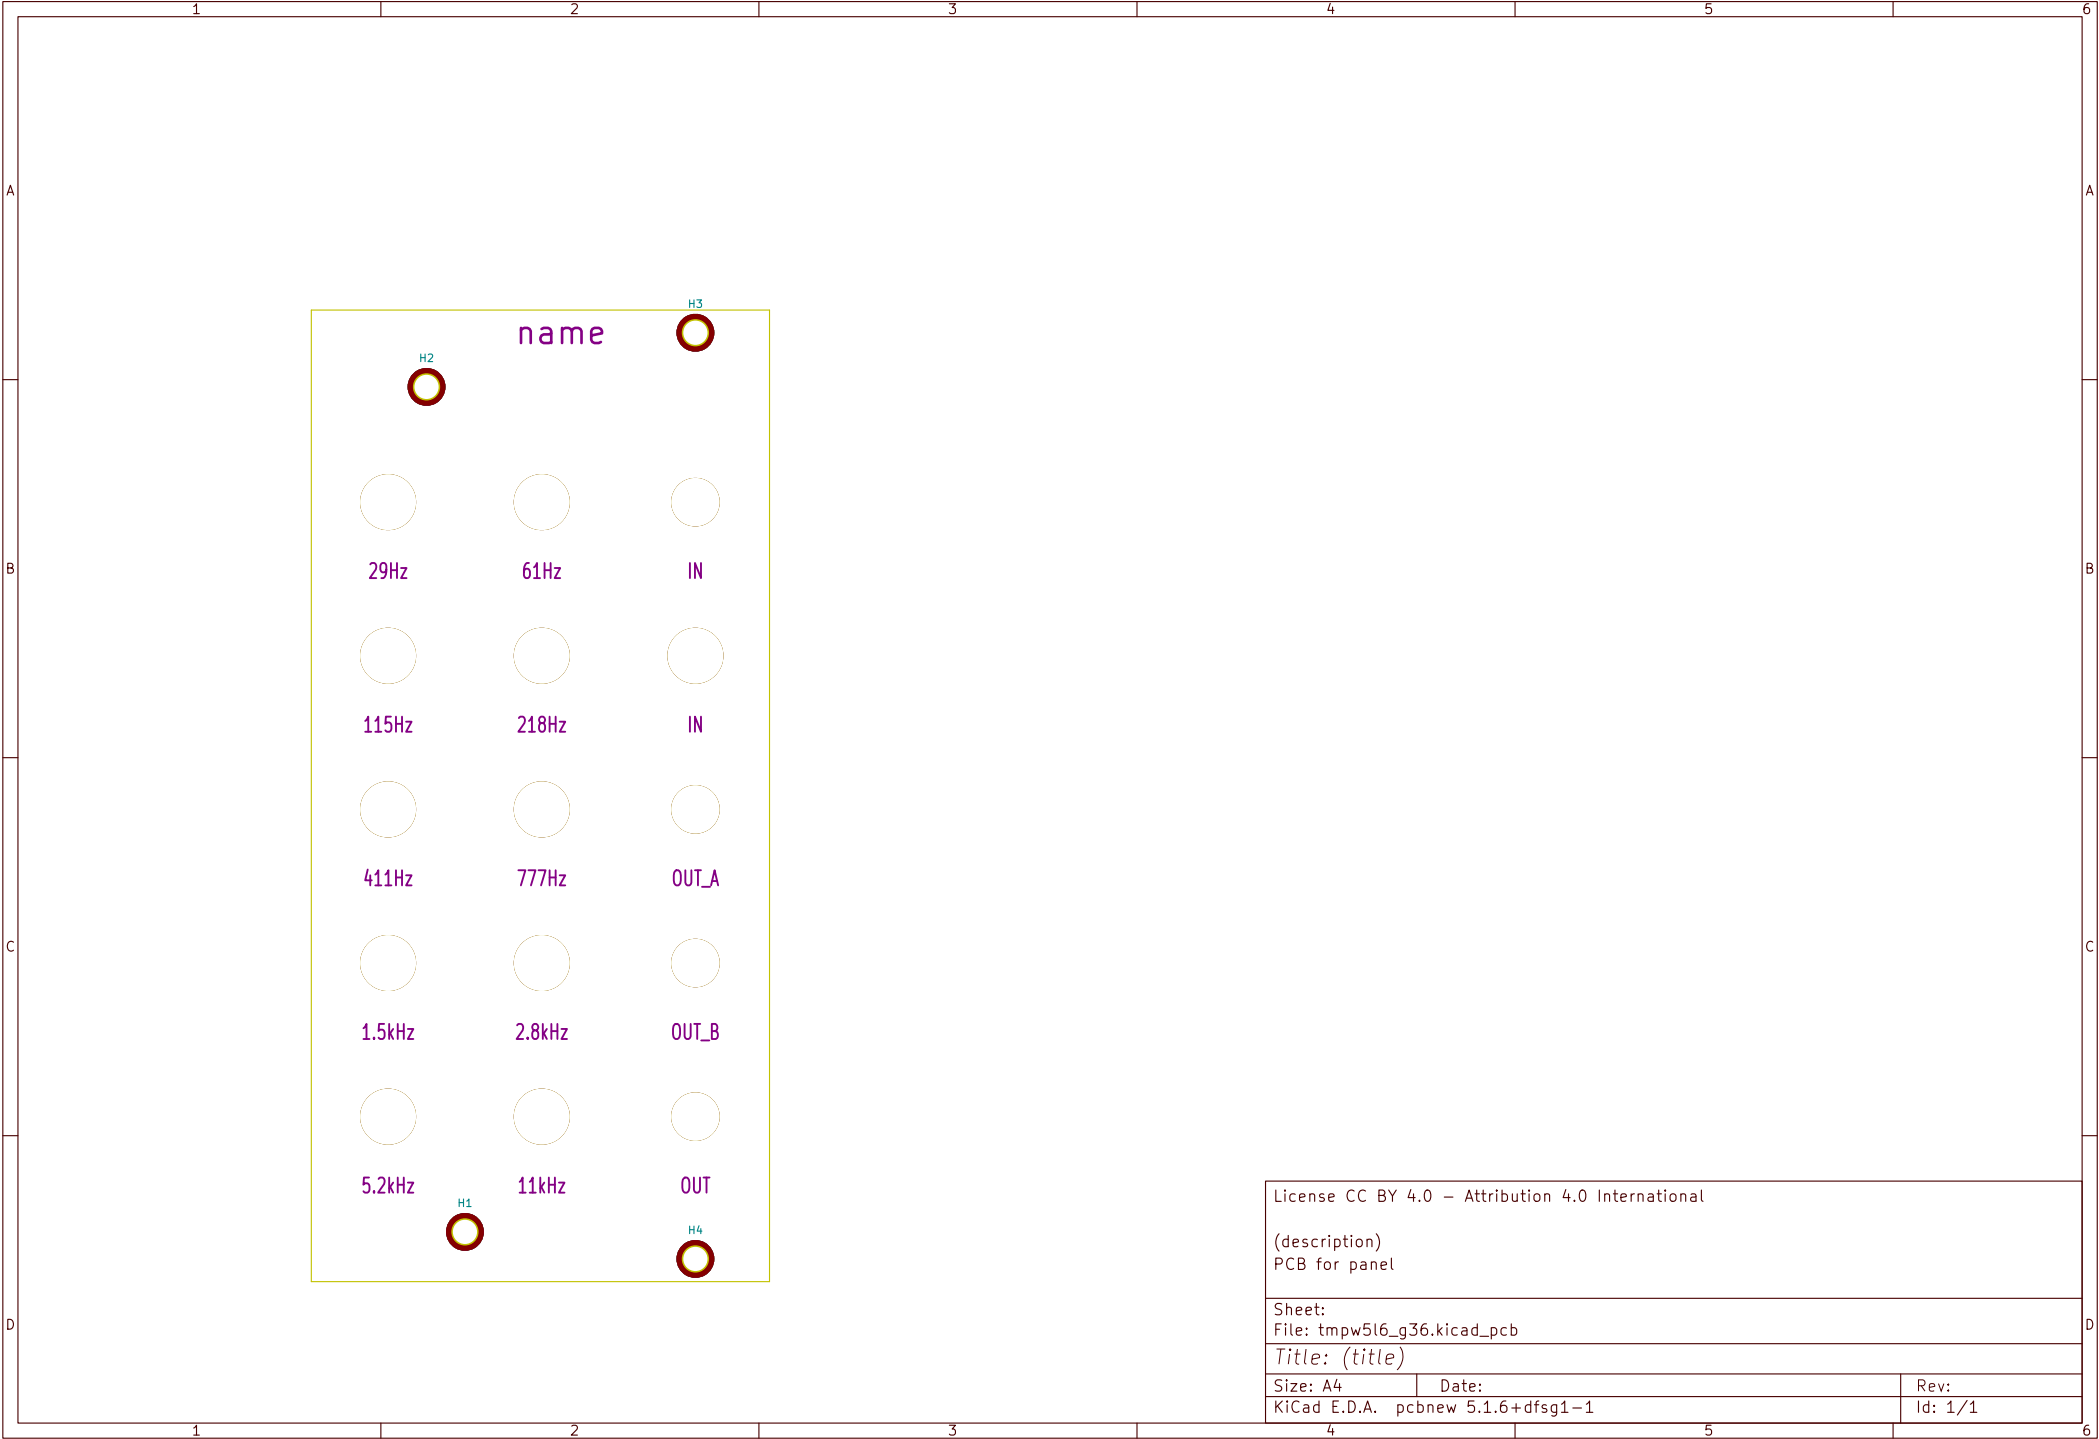 1 2 3 4 5 6
A A
H3
name
H2
29Hz 61Hz IN
B B
115Hz 218Hz IN
411Hz 777Hz OUT_A
C C
1.5kHz 2.8kHz OUT_B
5.2kHz 11kHz OUT
H1
H4
License CC BY 4.0 - Attribution 4.0 International
(description)
PCB for panel
Sheet:
D D
File: tmpw5l6_g36.kicad_pcb
Title: (title)
Size: A4 Date: Rev:
KiCad E.D.A. pcbnew 5.1.6+dfsg1-1 Id: 1/1
1 2 3 4 5 6